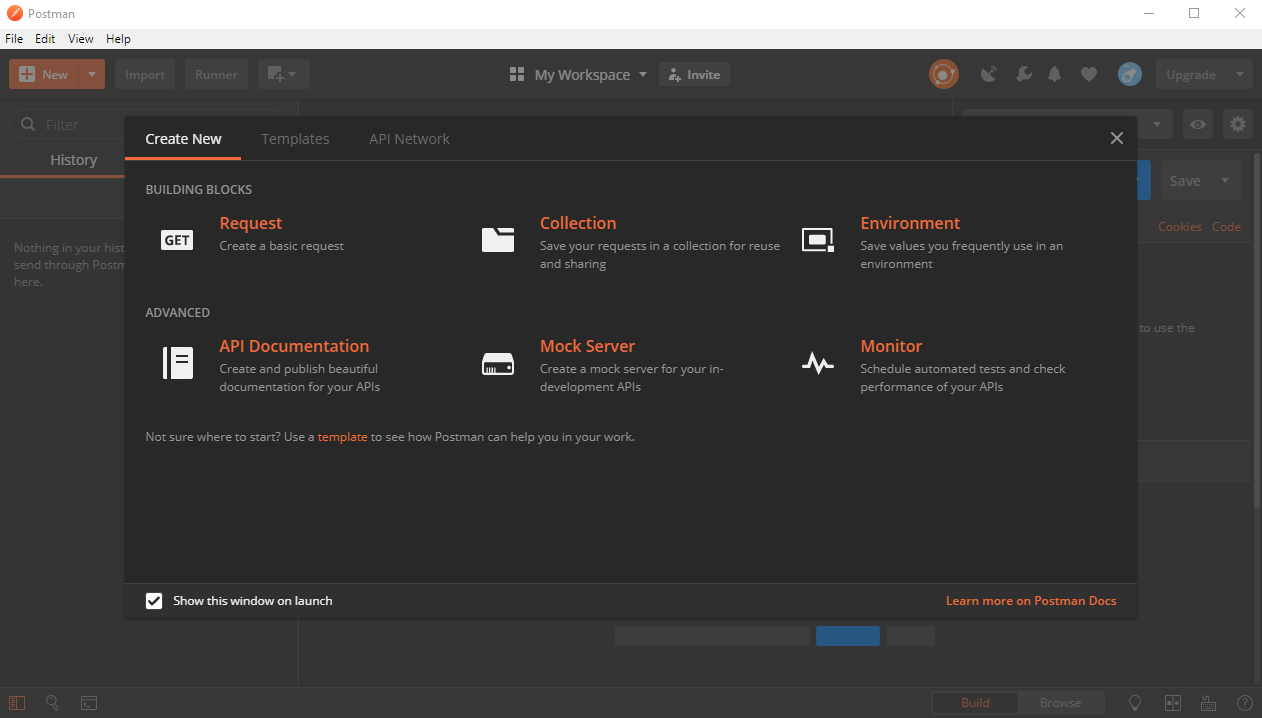 Postman
File Edit View Help
New Import Runner My Workspace Invite Upgrade
Filter
History
Save
Cookies Code
Nothing in your hist
send through Postm
here.
to use the
Create New Templates API Network
BUILDING BLOCKS
GET
Request
Create a basic request
Collection
Save your requests in a collection for reuse
and sharing
Environment
Save values you frequently use in an
environment
ADVANCED
API Documentation
Create and publish beautiful
documentation for your APIs
Mock Server
Create a mock server for your in-
development APIs
Monitor
Schedule automated tests and check
performance of your APIs
Not sure where to start? Use a template to see how Postman can help you in your work.
Show this window on launch
Learn more on Postman Docs
Build Browse